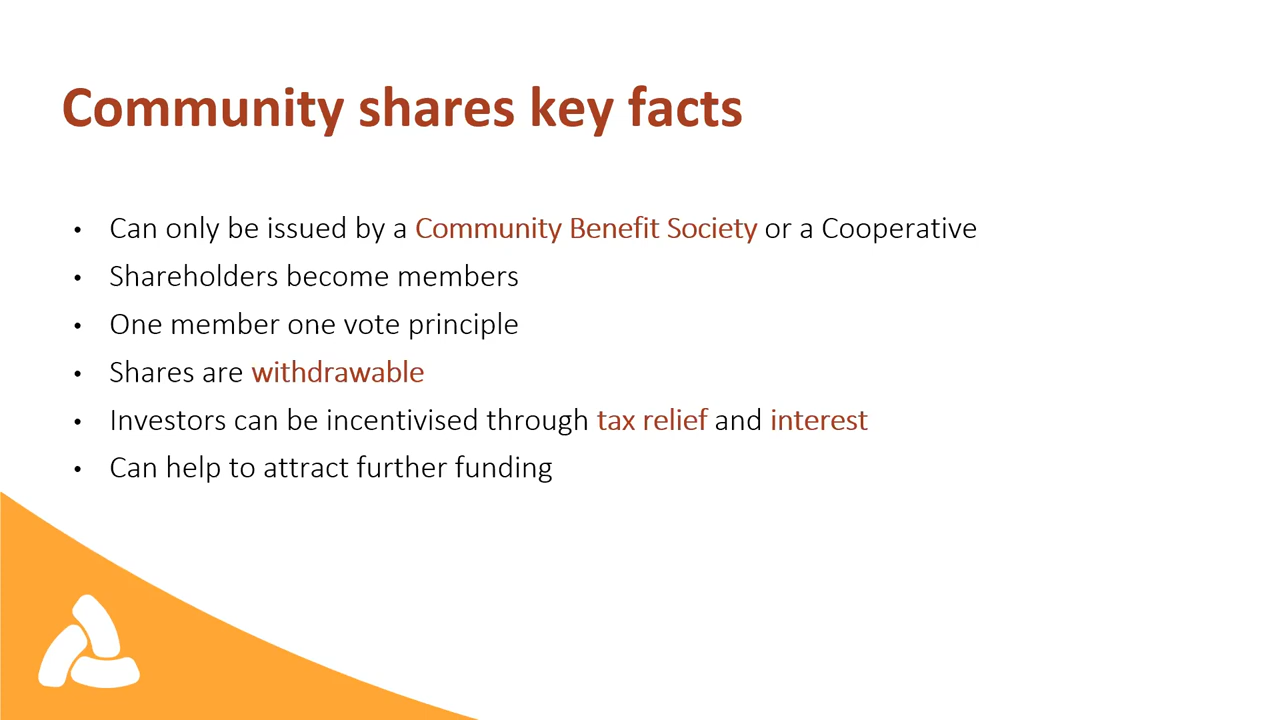 Community shares key facts
• Can only be issued by a Community Benefit Society or a Cooperative
• Shareholders become members
• One member one vote principle
• Shares are withdrawable
• Investors can be incentivised through tax relief and interest
• Can help to attract further funding